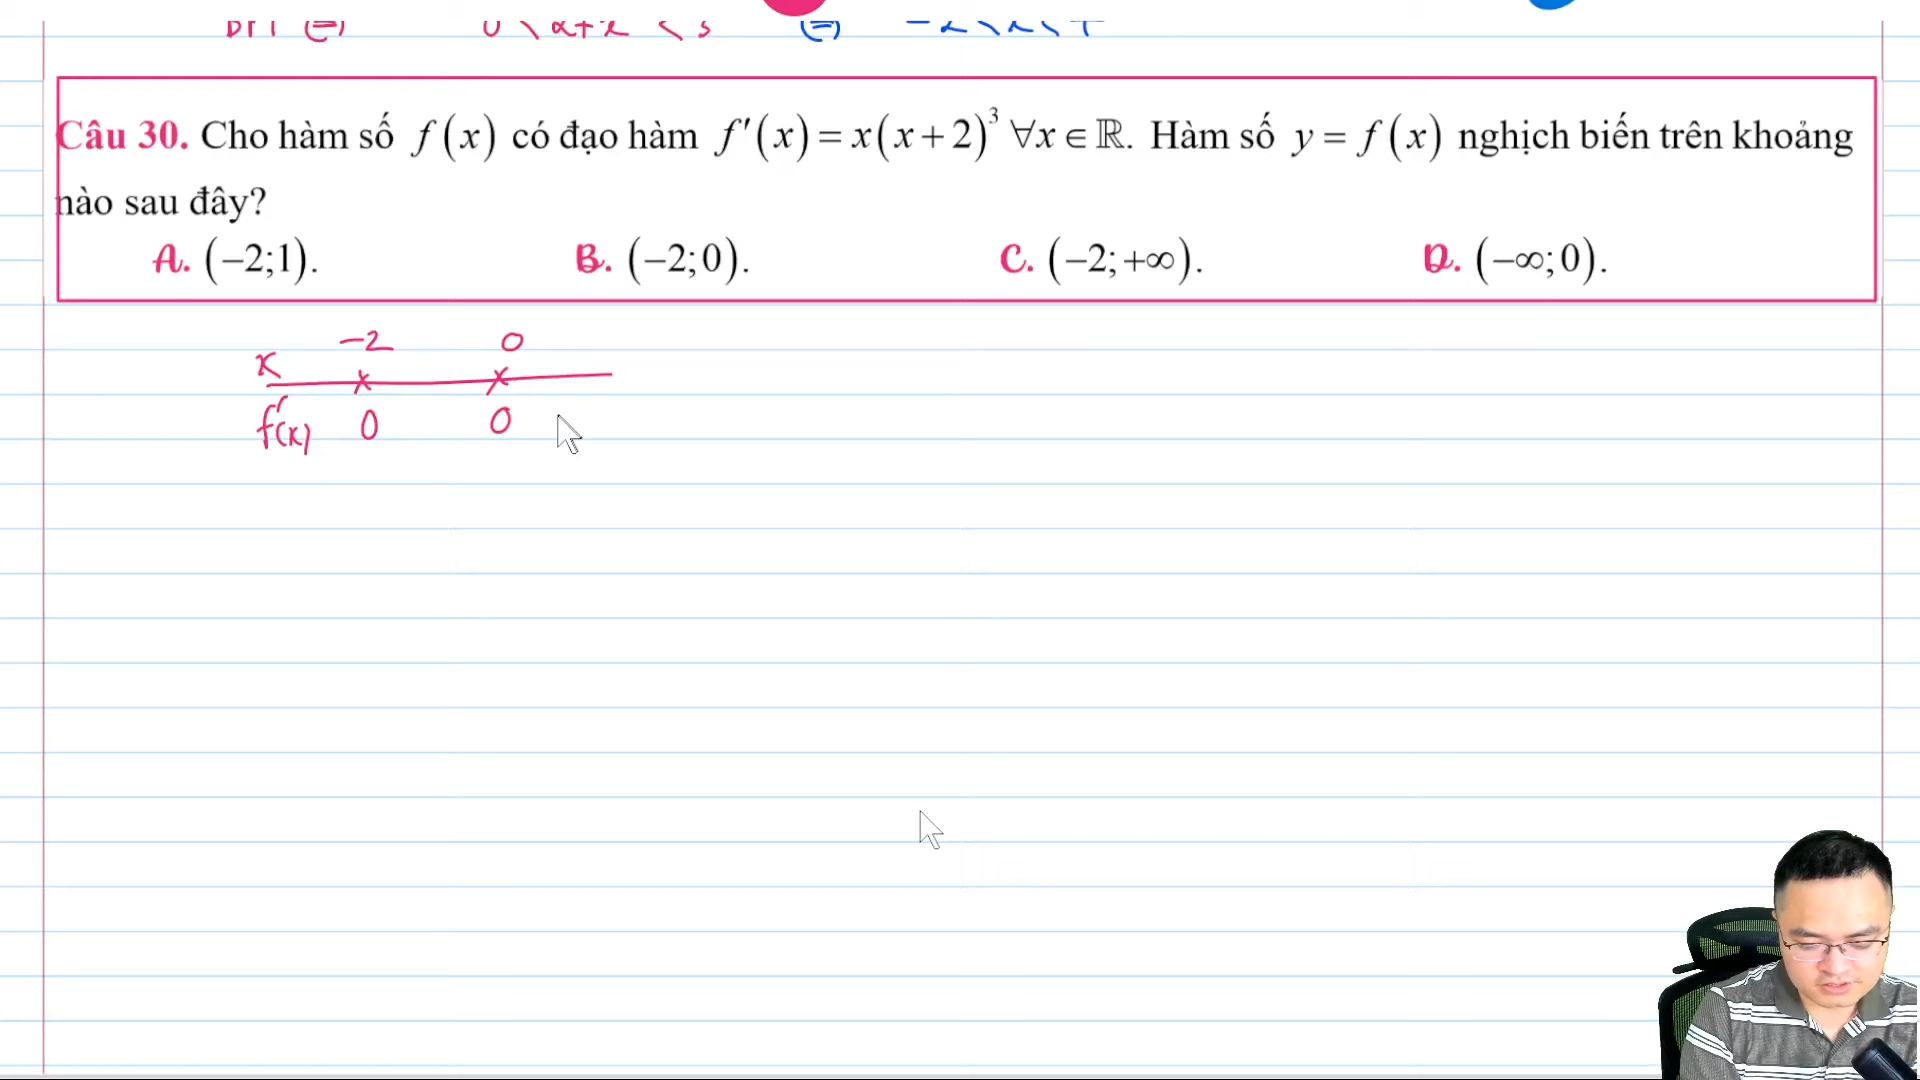 Câu 30. Cho hàm số f(x) có đạo hàm f′(x) = x(x+2)³ ∀x ∈ ℝ. Hàm số y = f(x) nghịch biến trên khoảng
nào sau đây?
A. (−2;1). B. (−2;0). C. (−2;+∞). D. (−∞;0).
x −2 0
f′(x) 0 0